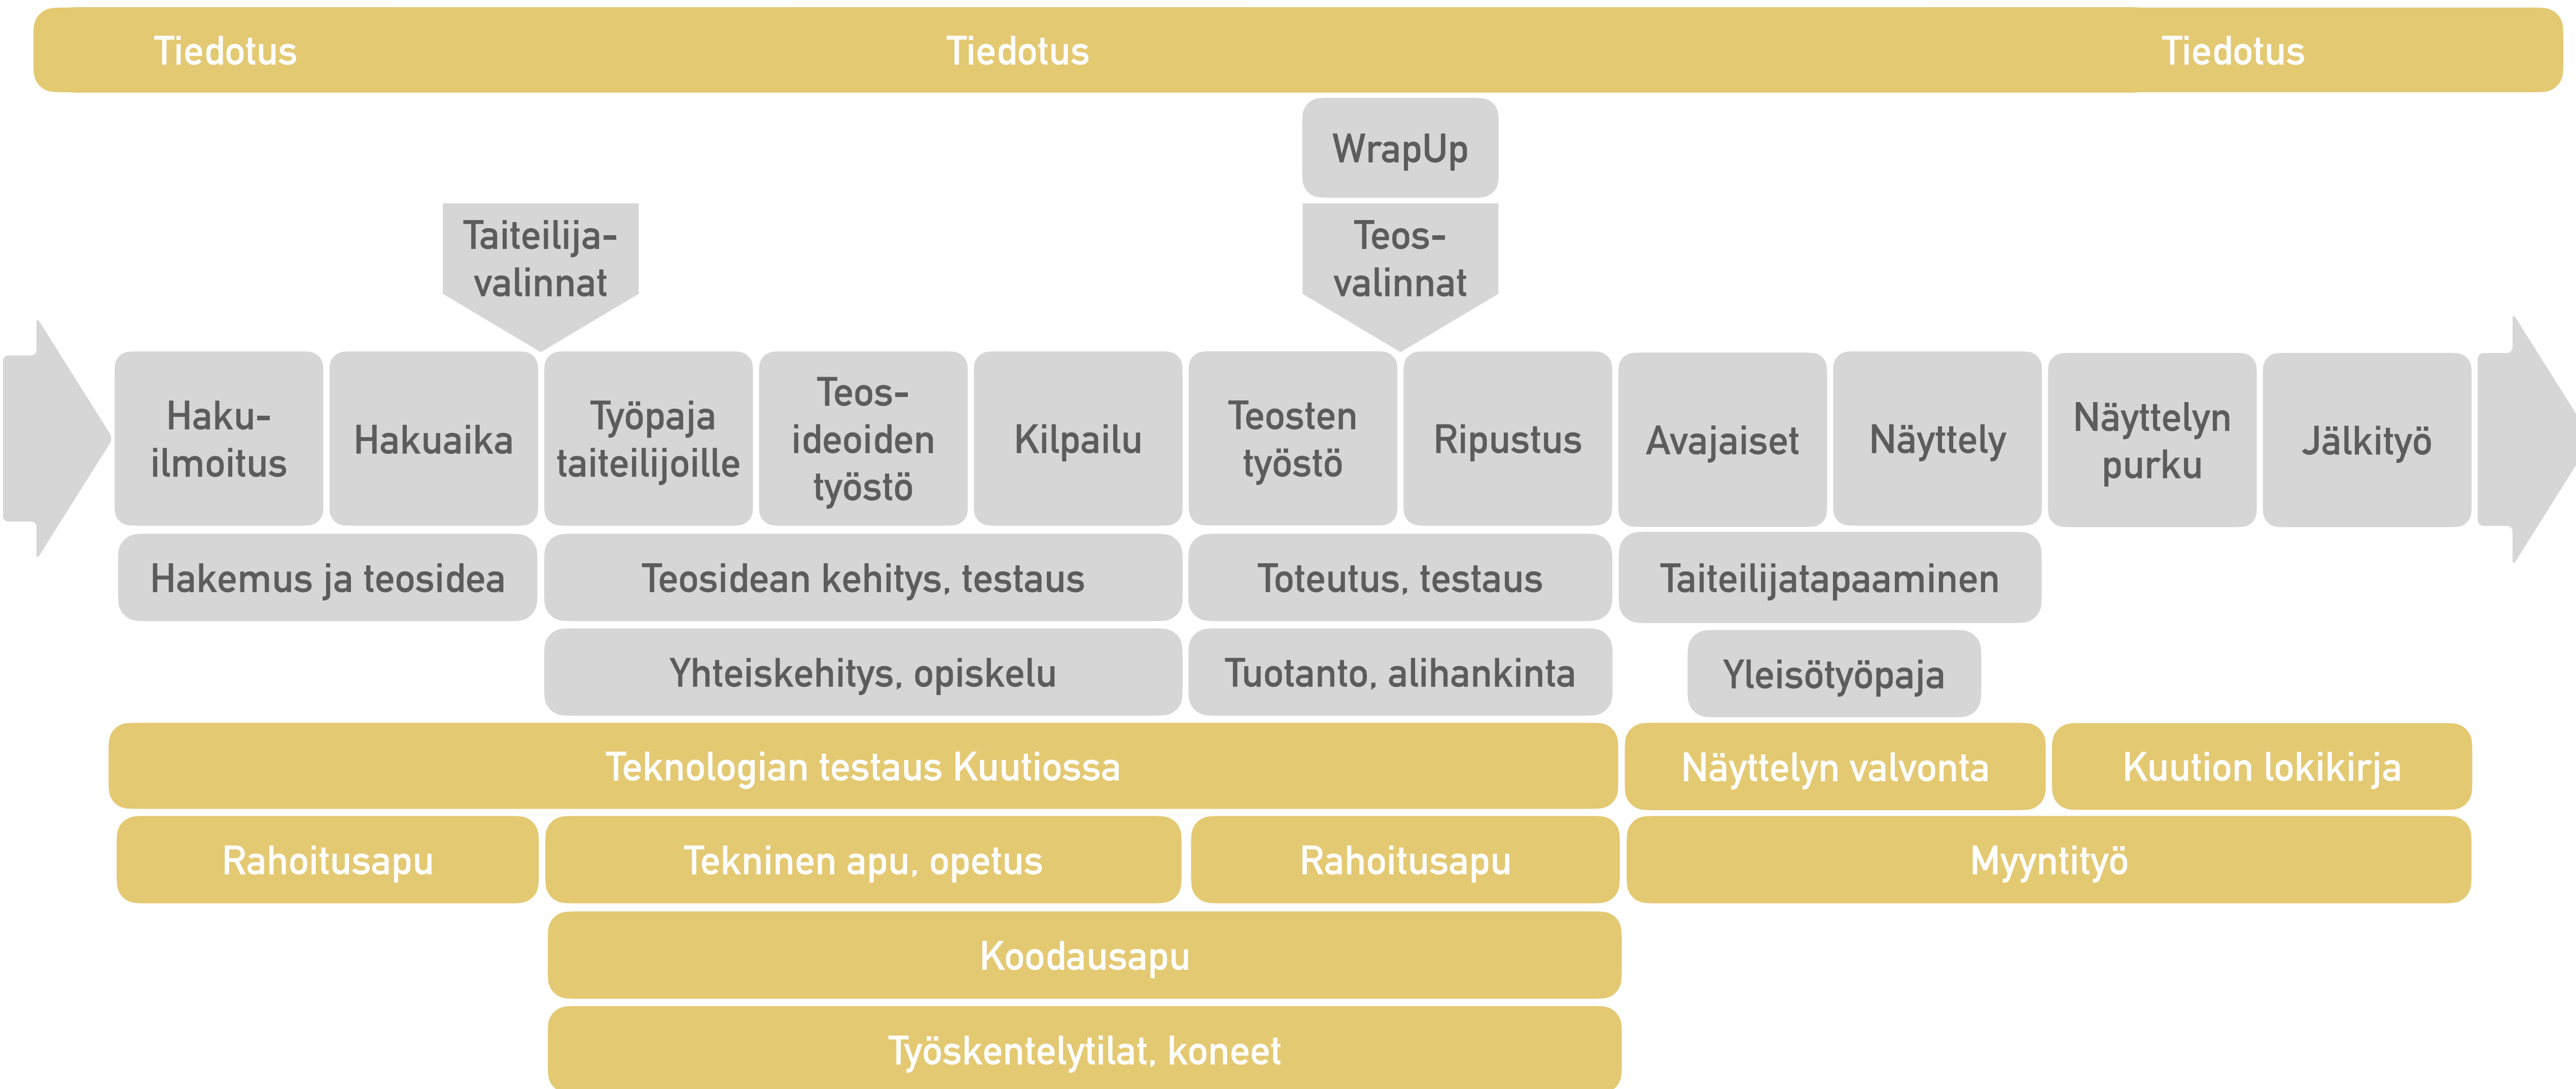 Tiedotus Tiedotus Tiedotus
WrapUp
Taiteilija-
valinnat
Teos-
valinnat
Haku-
ilmoitus
Hakuaika
Työpaja
taiteilijoille
Teos-
ideoiden
työstö
Kilpailu
Teosten
työstö
Ripustus
Avajaiset
Näyttely
Näyttelyn
purku
Jälkityö
Hakemus ja teosidea
Teosidean kehitys, testaus
Toteutus, testaus
Taiteilijatapaaminen
Yhteiskehitys, opiskelu
Tuotanto, alihankinta
Yleisötyöpaja
Teknologian testaus Kuutiossa
Näyttelyn valvonta
Kuution lokikirja
Rahoitusapu
Tekninen apu, opetus
Rahoitusapu
Myyntityö
Koodausapu
Työskentelytilat, koneet